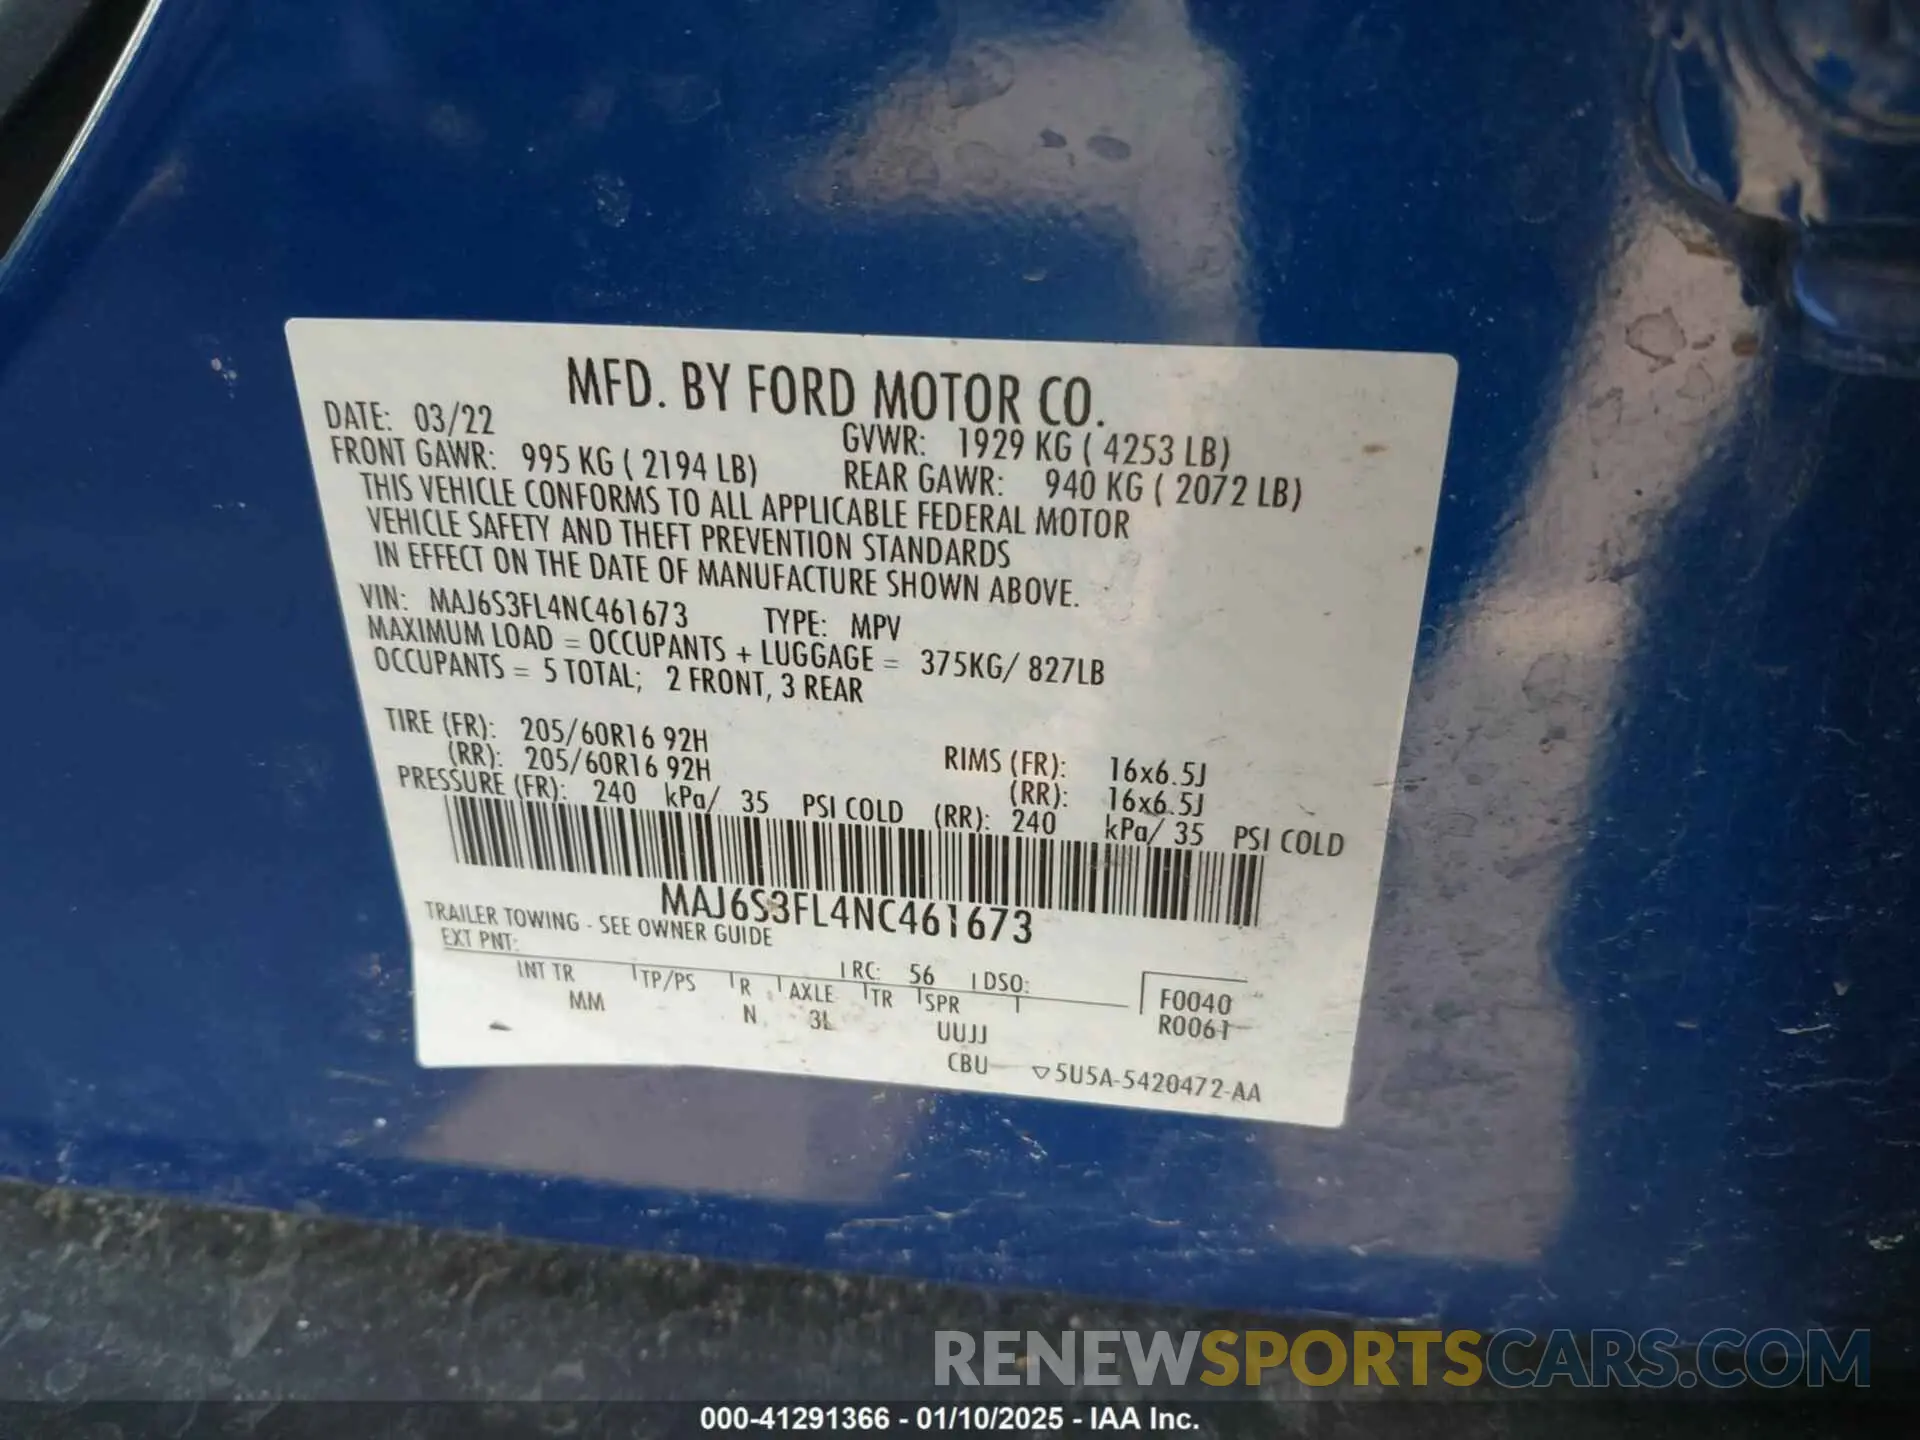 MFD. BY FORD MOTOR CO.
DATE: 03/22
GVWR: 1929 KG ( 4253 LB)
FRONT GAWR: 995 KG ( 2194 LB)
REAR GAWR: 940 KG ( 2072 LB)
THIS VEHICLE CONFORMS TO ALL APPLICABLE FEDERAL MOTOR
VEHICLE SAFETY AND THEFT PREVENTION STANDARDS
IN EFFECT ON THE DATE OF MANUFACTURE SHOWN ABOVE.
VIN: MAJ6S3FL4NC461673 TYPE: MPV
MAXIMUM LOAD = OCCUPANTS + LUGGAGE = 375KG/ 827LB
OCCUPANTS = 5 TOTAL; 2 FRONT, 3 REAR
TIRE (FR): 205/60R16 92H RIMS (FR): 16x6.5J
(RR): 205/60R16 92H (RR): 16x6.5J
PRESSURE (FR): 240 kPa/ 35 PSI COLD (RR): 240 kPa/ 35 PSI COLD
MAJ6S3FL4NC461673
TRAILER TOWING - SEE OWNER GUIDE
EXT PNT: RC: 56 DSO:
INT TR TP/PS R AXLE TR SPR F0040
MM N 3L UUJJ R0061
CBU ▽5U5A-5420472-AA
RENEWSPORTSCARS.COM
000-41291366 - 01/10/2025 - IAA Inc.